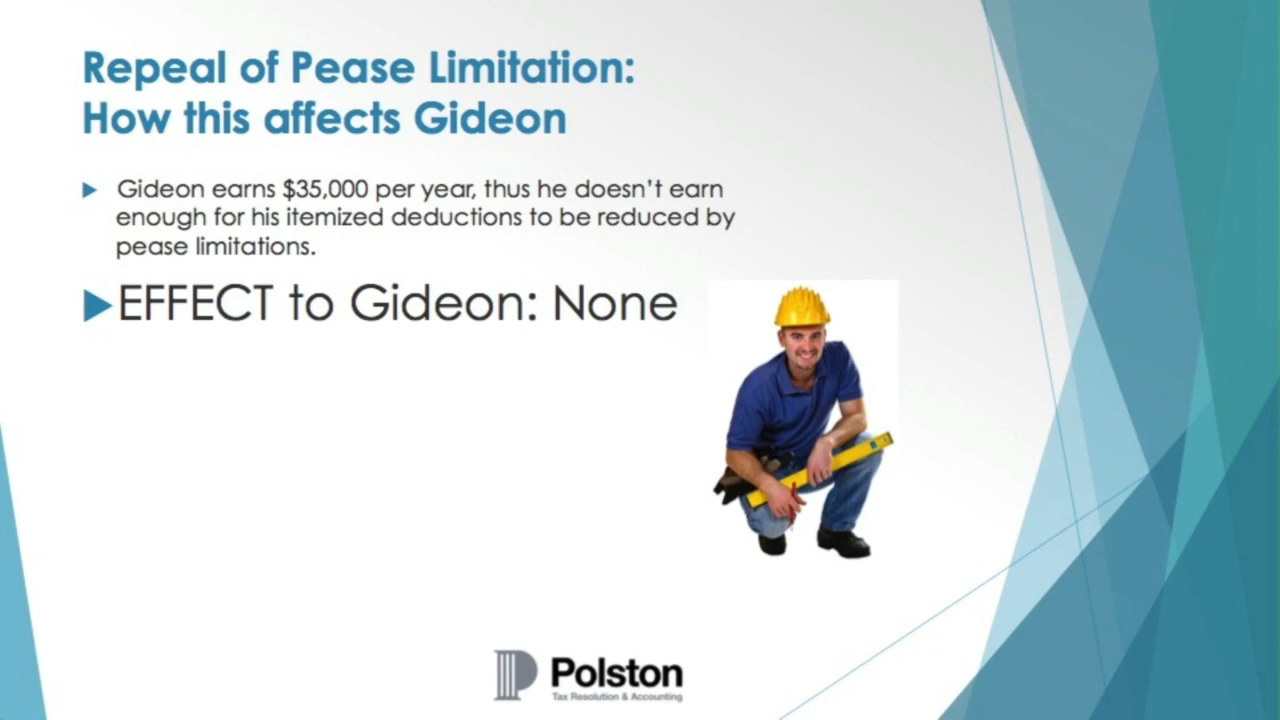 Repeal of Pease Limitation:
How this affects Gideon
Gideon earns $35,000 per year, thus he doesn't earn
enough for his itemized deductions to be reduced by
pease limitations.
EFFECT to Gideon: None
Polston
Tax Resolution & Accounting